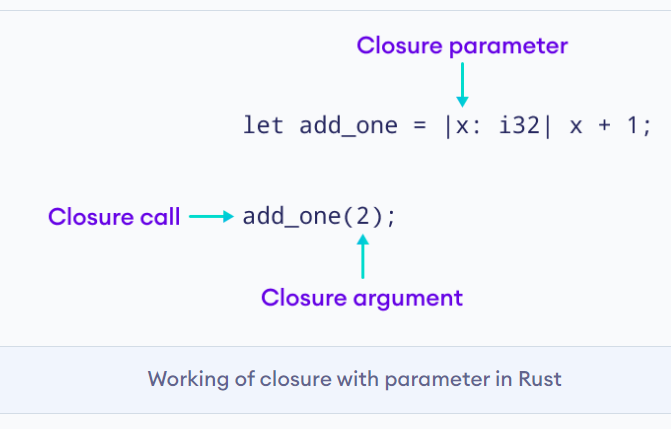 Closure parameter
let add_one = |x: i32| x + 1;
Closure call add_one(2);
Closure argument
Working of closure with parameter in Rust